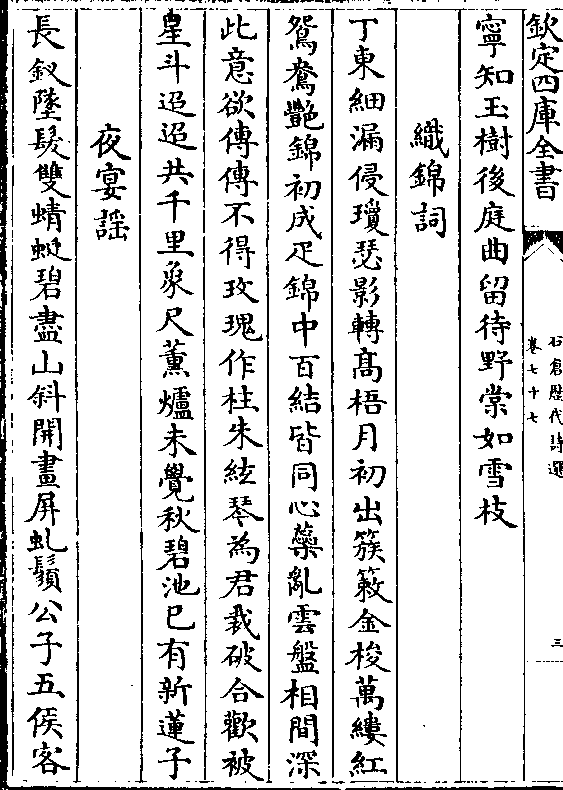 欽定四庫全書
石倉歴代詩選
卷七十七
三
寧知玉樹後庭曲留待野棠如雪枝
織錦詞
丁東細漏侵瓊瑟影轉髙梧月初出簇簌金梭萬縷紅
鴛鴦艶錦初成疋錦中百結皆同心蘂亂雲盤相間深
此意欲傳傳不得玫瑰作柱朱絃琴為君裁破合歡被
星斗迢迢共千里象尺薰爐未覺秋碧池已有新蓮子
夜宴謡
長釵墜髮雙蜻蜓碧盡山斜開畫屏虬鬚公子五侯客